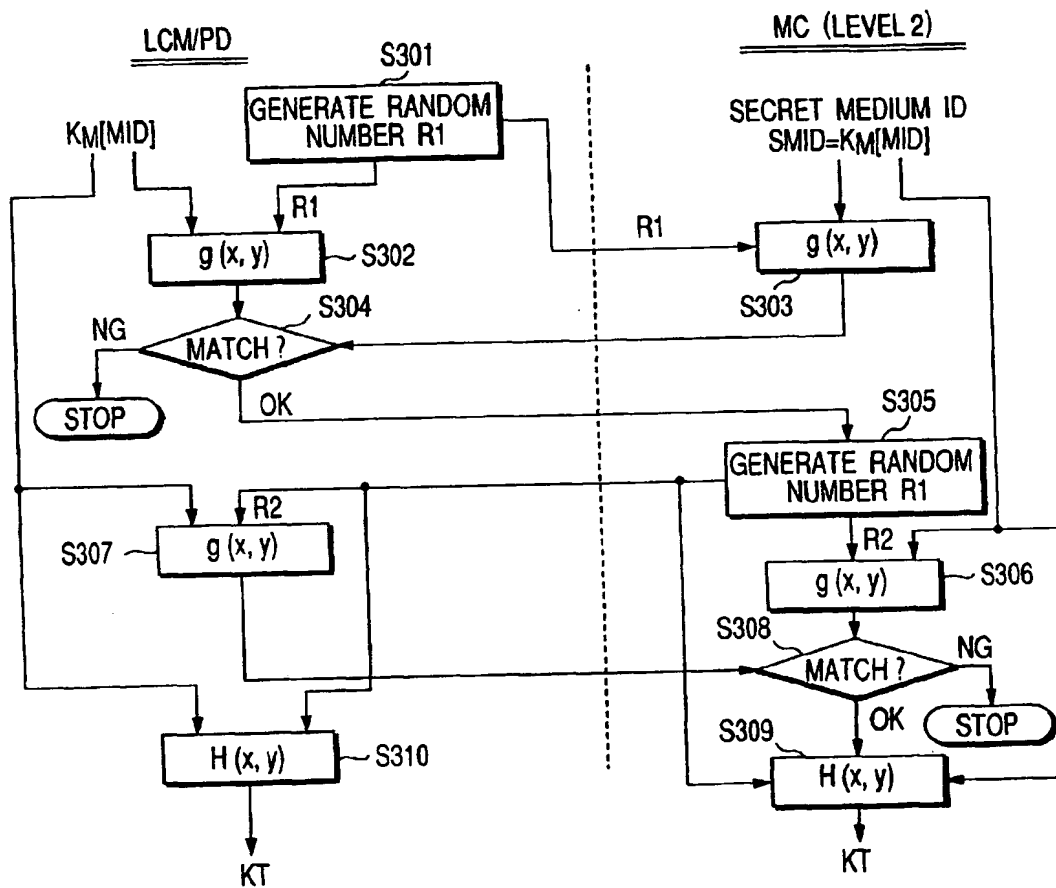 LCM/PD
MC (LEVEL 2)
S301
GENERATE RANDOM
NUMBER R1
KM[MID]
SECRET MEDIUM ID
SMID=KM[MID]
R1
R1
g (x, y)
S302
g (x, y)
S303
S304
NG
MATCH ?
STOP
OK
S305
GENERATE RANDOM
NUMBER R1
R2
S307
g (x, y)
R2
g (x, y)
S306
S308
MATCH ?
NG
STOP
OK
S309
H (x, y)
S310
H (x, y)
KT
KT